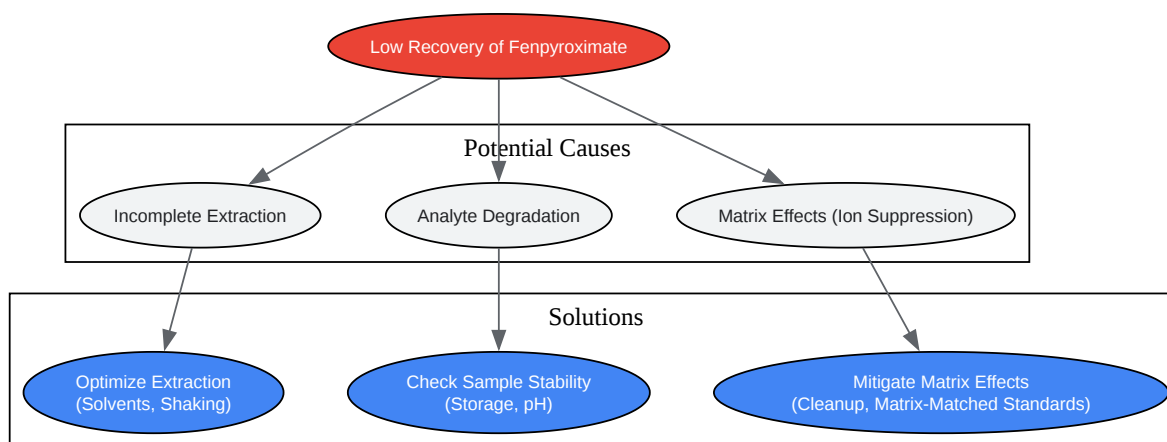 Low Recovery of Fenpyroximate
Potential Causes
Incomplete Extraction
Analyte Degradation
Matrix Effects (Ion Suppression)
Solutions
Optimize Extraction
(Solvents, Shaking)
Check Sample Stability
(Storage, pH)
Mitigate Matrix Effects
(Cleanup, Matrix-Matched Standards)